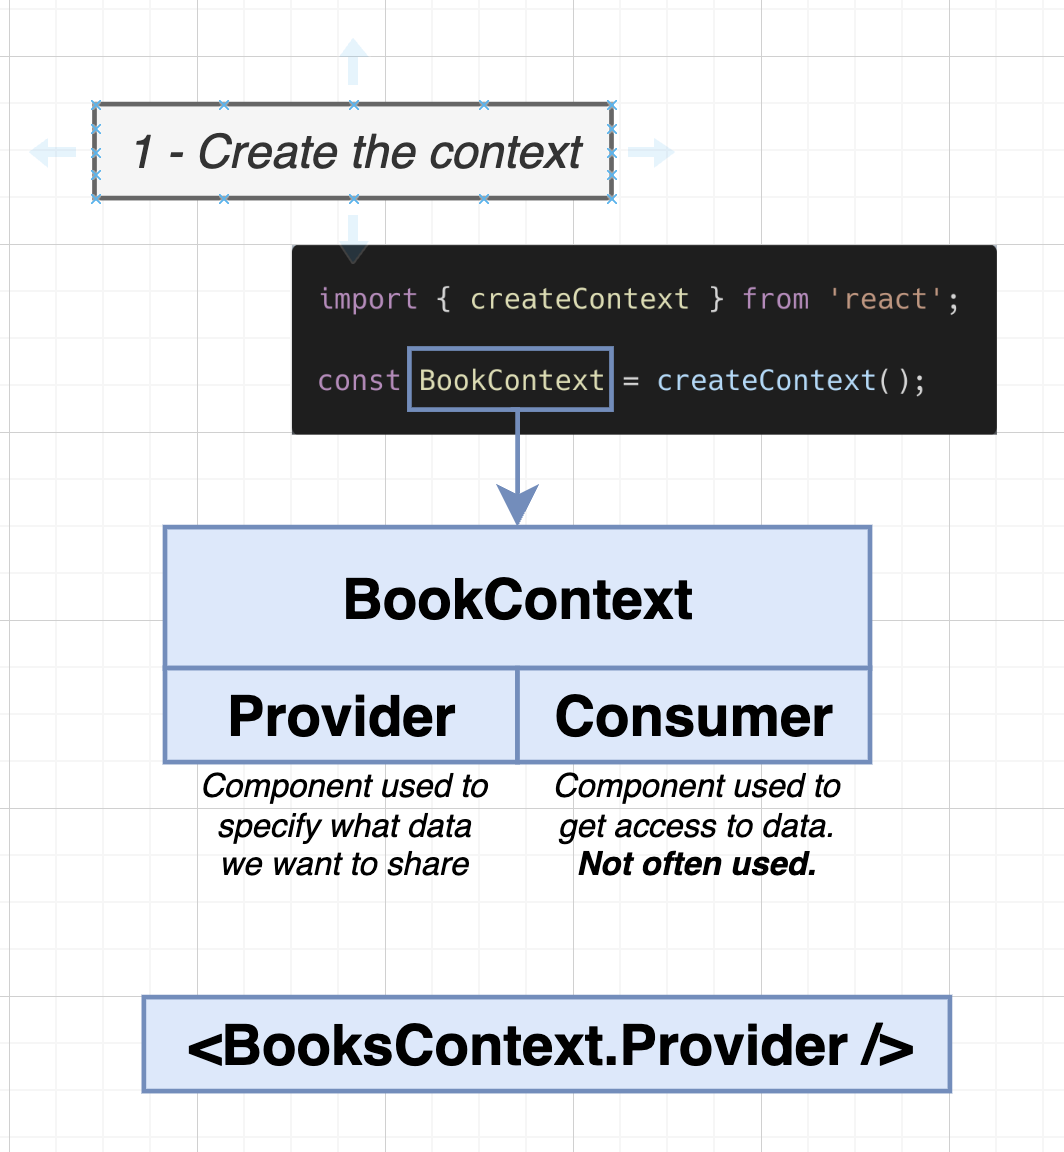 1 - Create the context
import { createContext } from 'react';
const BookContext = createContext();
BookContext
Provider
Consumer
Component used to
specify what data
we want to share
Component used to
get access to data.
Not often used.
<BooksContext.Provider />